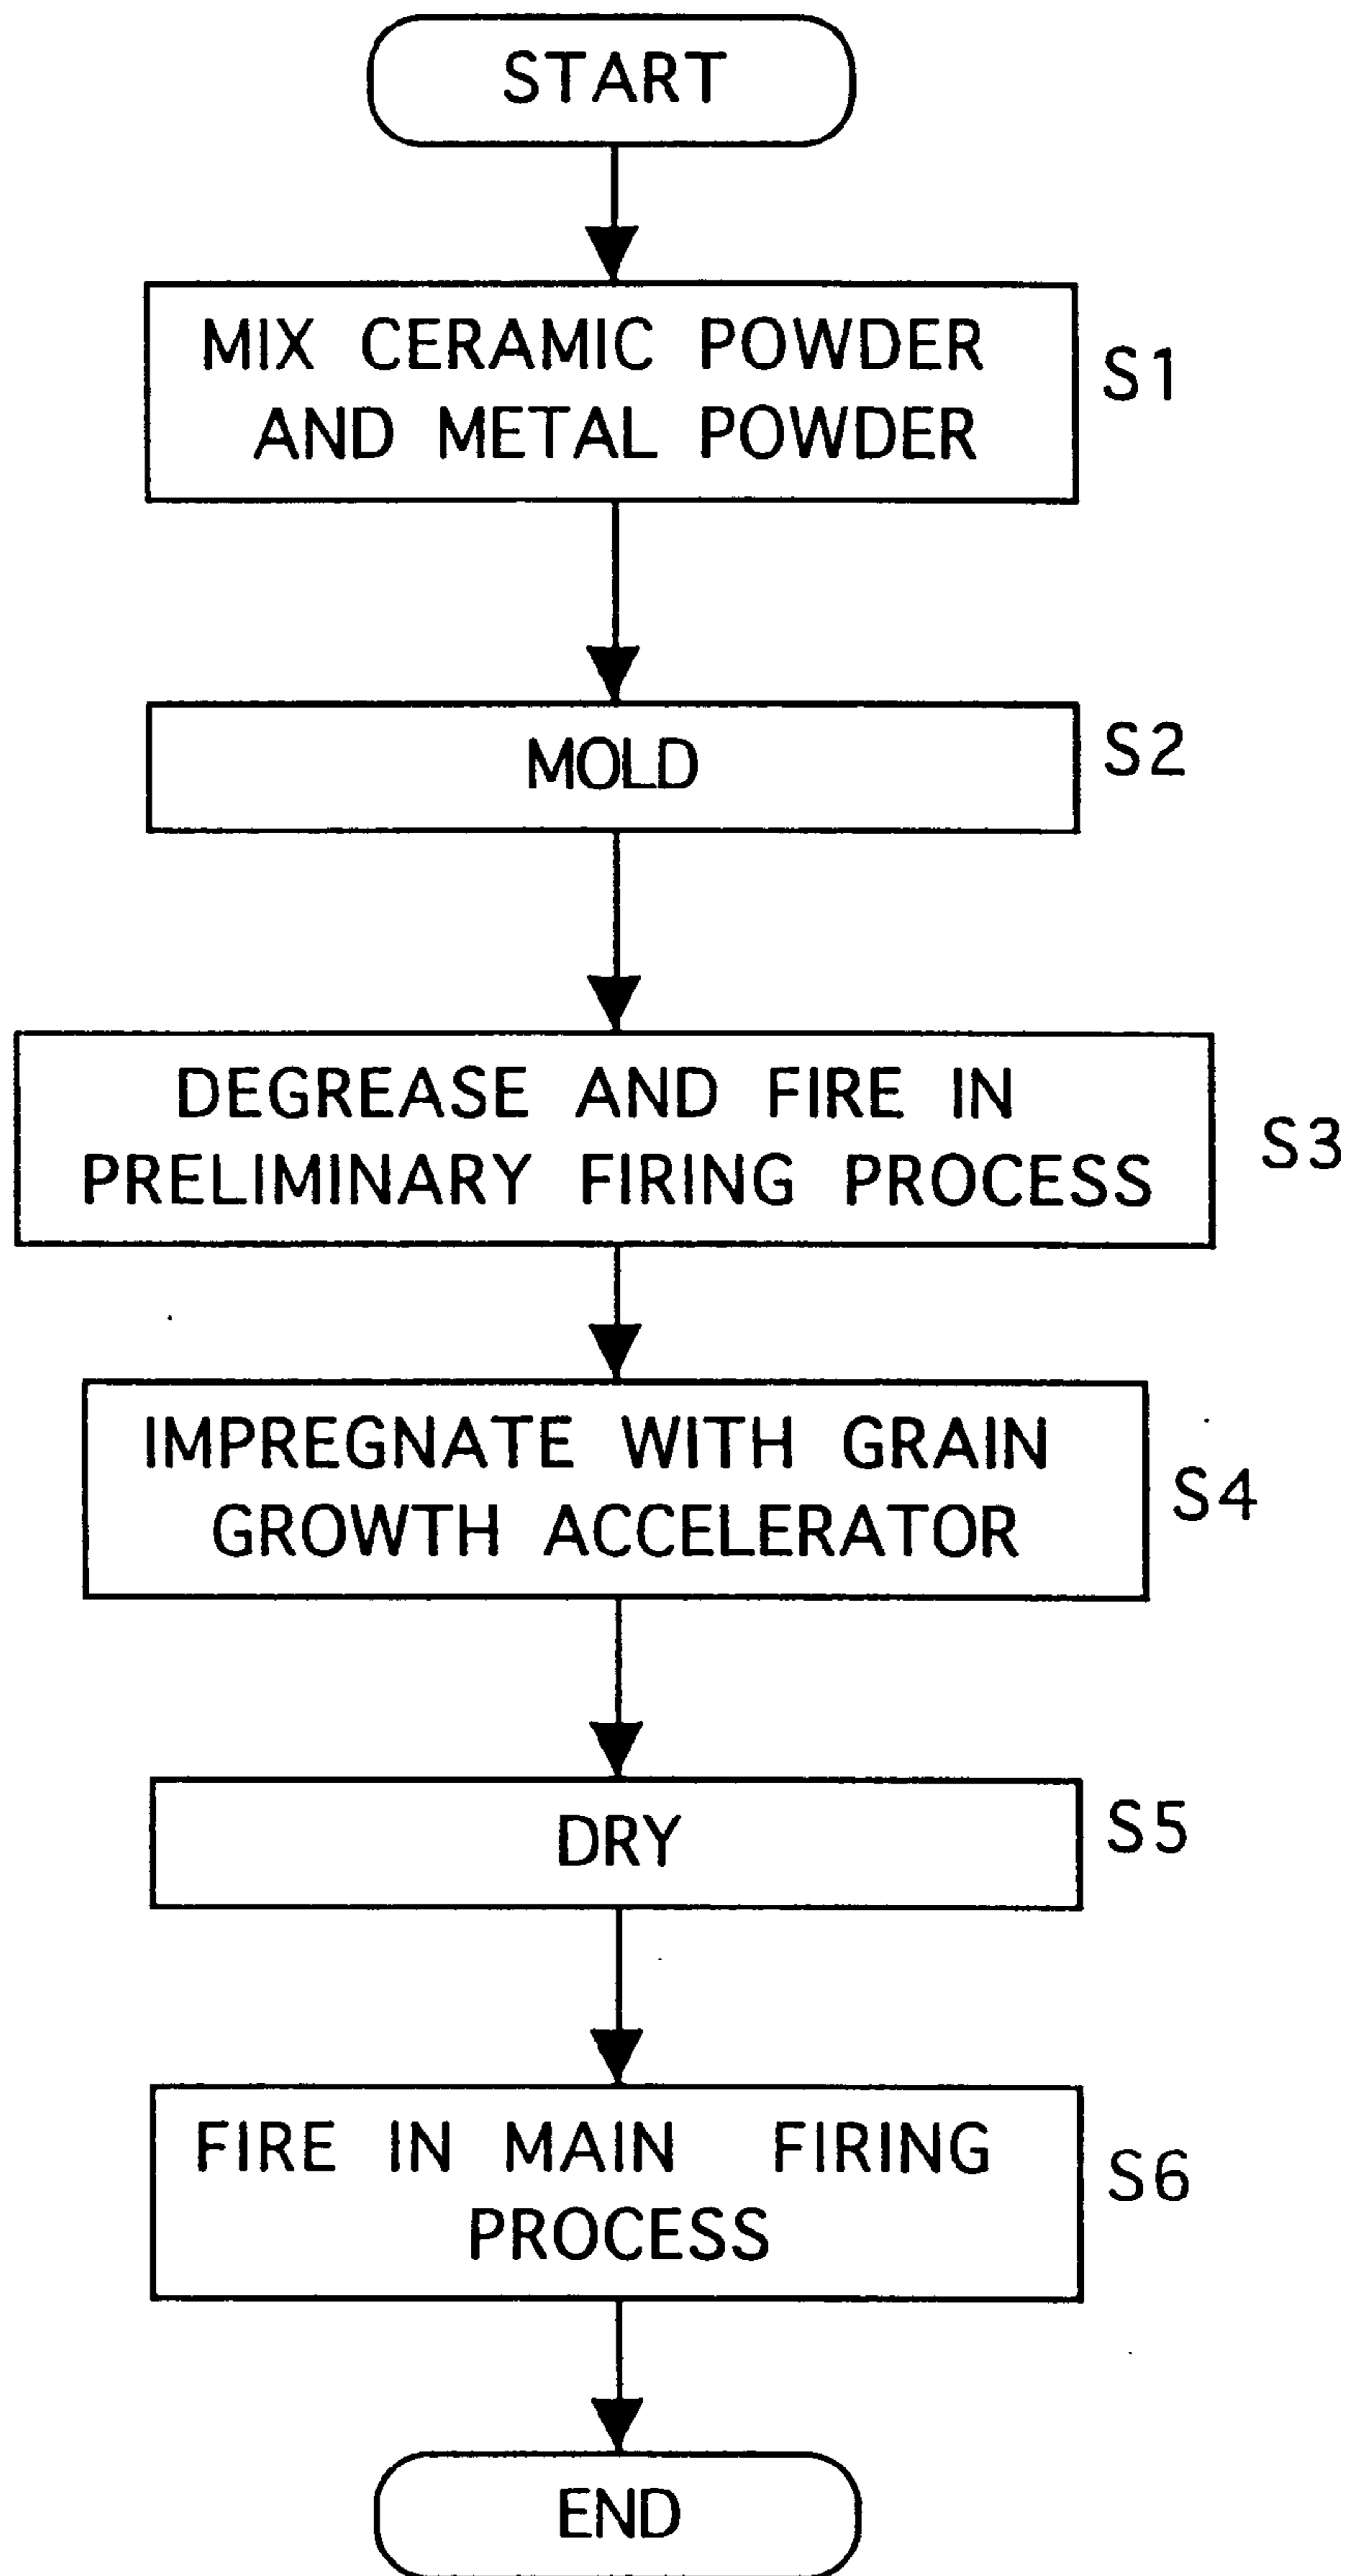 START
MIX CERAMIC POWDER
AND METAL POWDER
S1
MOLD
S2
DEGREASE AND FIRE IN
PRELIMINARY FIRING PROCESS
S3
IMPREGNATE WITH GRAIN
GROWTH ACCELERATOR
S4
DRY
S5
FIRE IN MAIN FIRING
PROCESS
S6
END